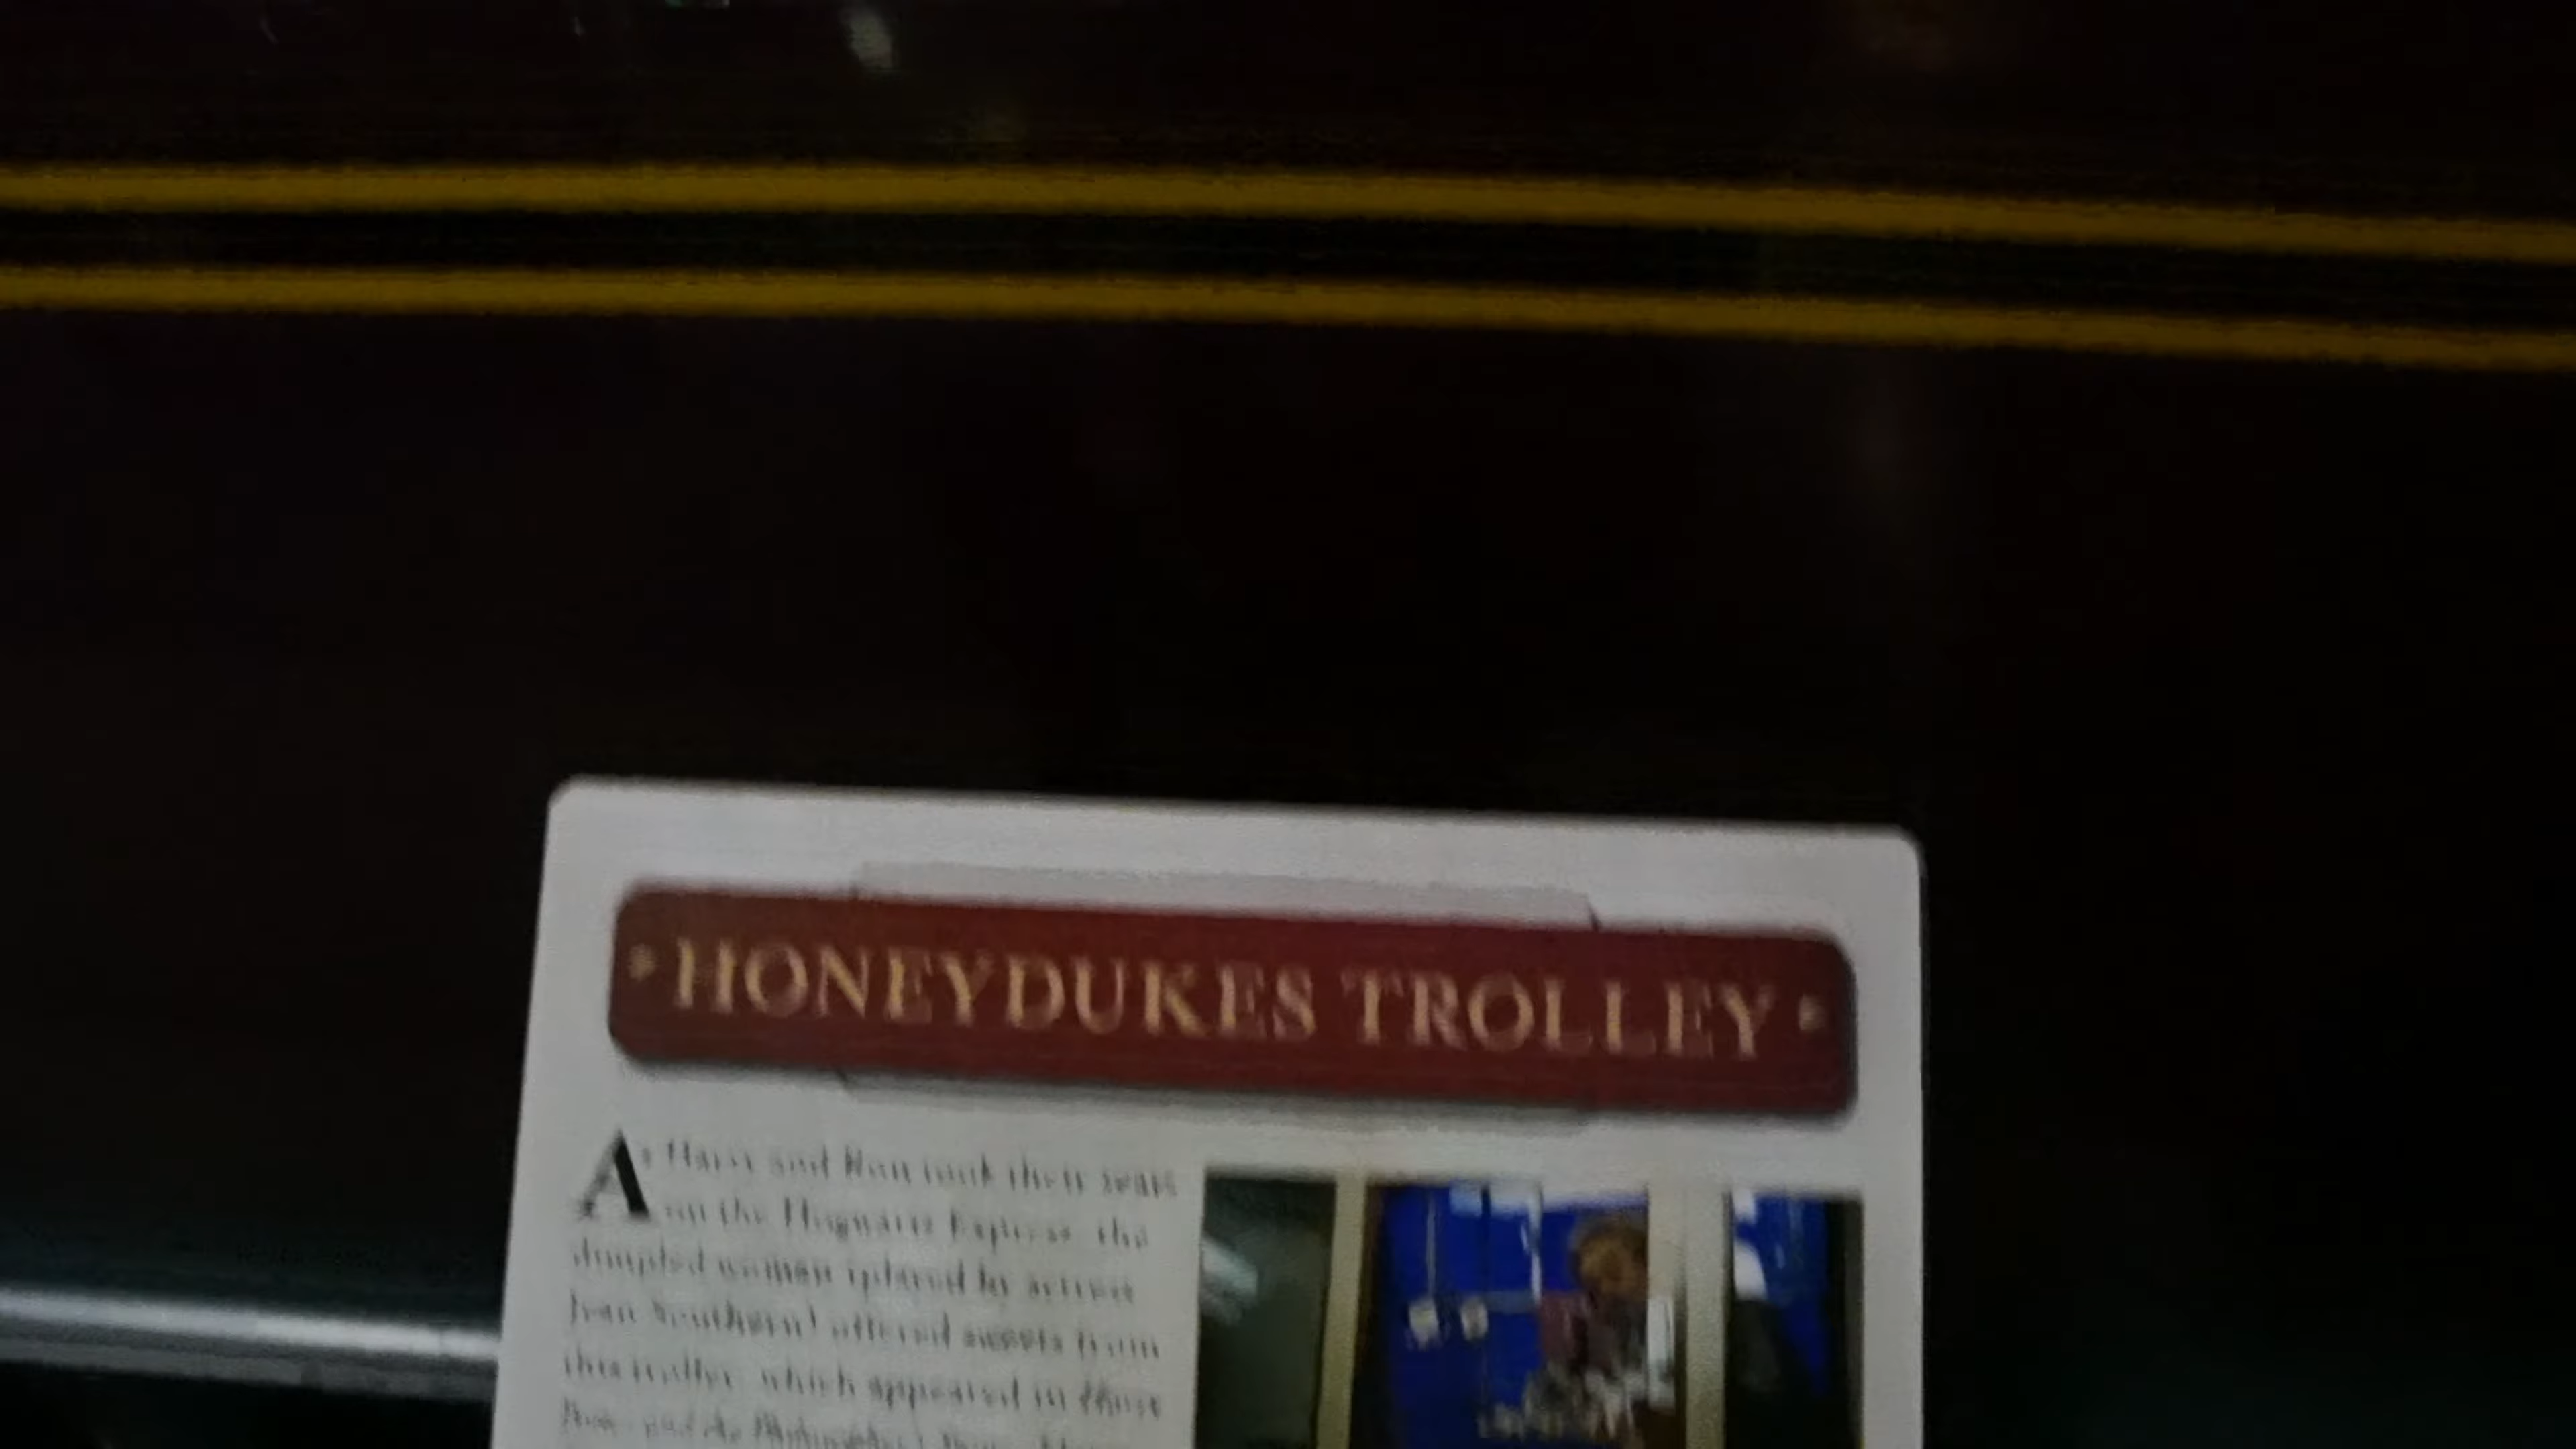 HONEYDUKES TROLLEY
As Harry and Ron took their seats
on the Hogwarts Express, the
dimpled woman (played by actress
Jean Southern) offered sweets from
this trolley, which appeared in